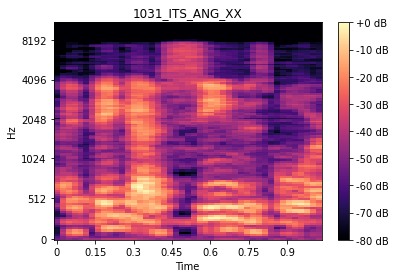 1031_ITS_ANG_XX
8192
4096
2048
1024
512
0
Hz
0 0.15 0.3 0.45 0.6 0.75 0.9
Time
+0 dB
-10 dB
-20 dB
-30 dB
-40 dB
-50 dB
-60 dB
-70 dB
-80 dB